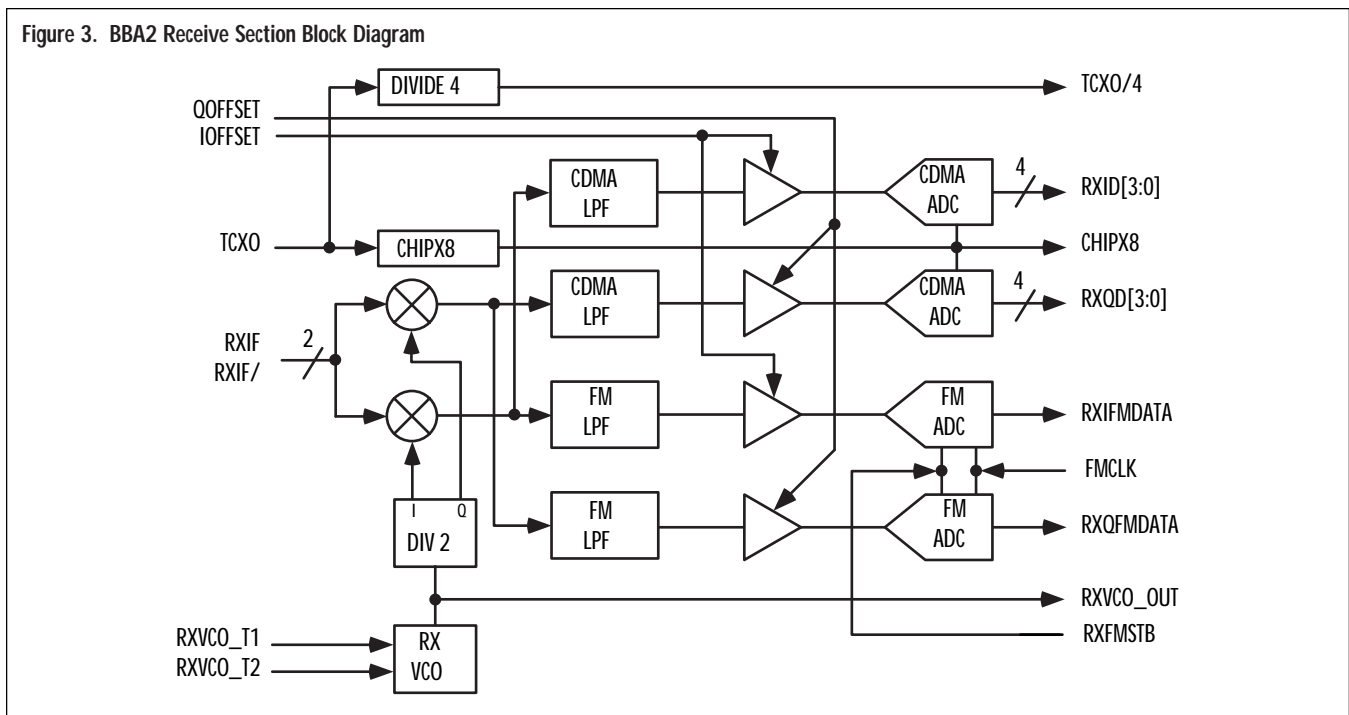 Figure 3. BBA2 Receive Section Block Diagram
DIVIDE 4
TCXO/4
QOFFSET
IOFFSET
CDMA
LPF
CDMA
ADC
4
RXID[3:0]
TCXO
CHIPX8
CHIPX8
CDMA
LPF
CDMA
ADC
4
RXQD[3:0]
RXIF
RXIF/
2
FM
LPF
FM
ADC
RXIFMDATA
FMCLK
I Q
DIV 2
FM
LPF
FM
ADC
RXQFMDATA
RXVCO_OUT
RXFMSTB
RXVCO_T1
RXVCO_T2
RX
VCO